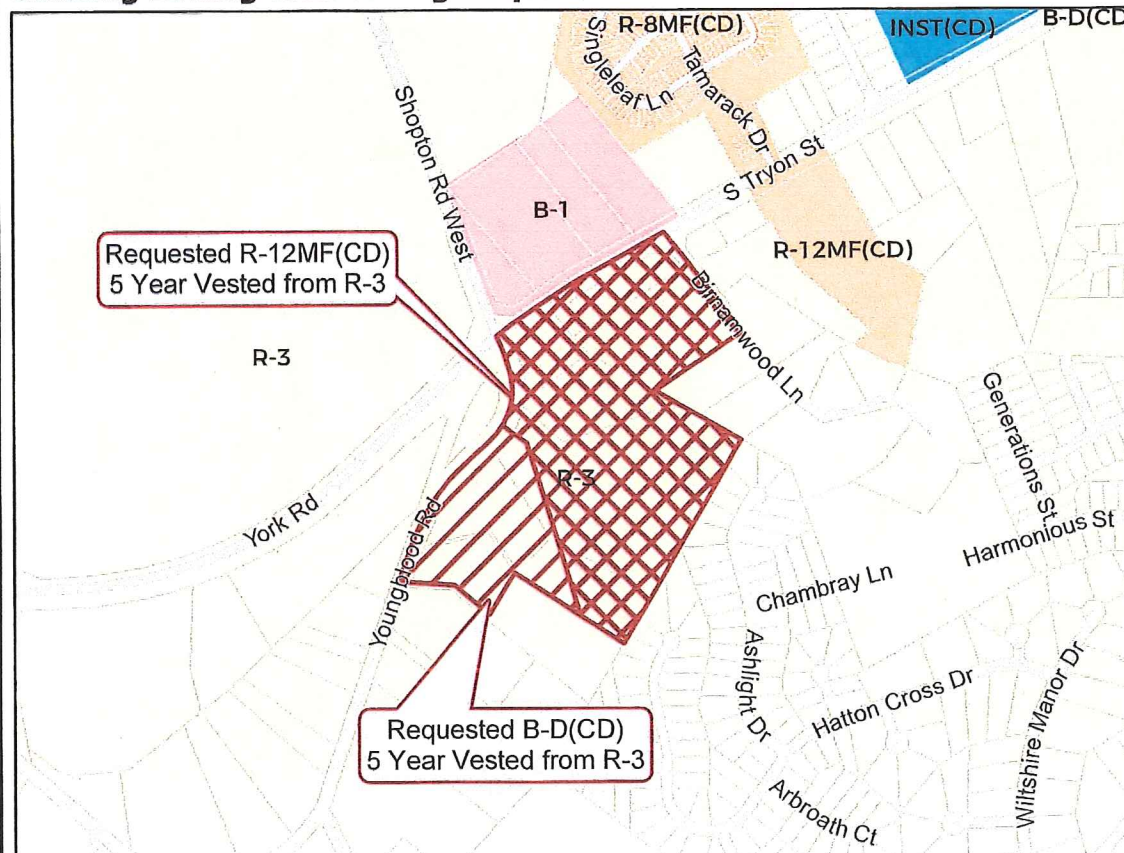 R-8MF(CD)
INST(CD)
B-D(CD
Singleleaf Ln
Tamarack Dr
Shopton Rd West
S Tryon St
B-1
R-12MF(CD)
Requested R-12MF(CD)
5 Year Vested from R-3
Birnamwood Ln
R-3
Generations St
R-3
York Rd
Harmonious St
Youngblood Rd
Chambray Ln
Ashlight Dr
Hatton Cross Dr
Wiltshire Manor Dr
Requested B-D(CD)
5 Year Vested from R-3
Arbroath Ct